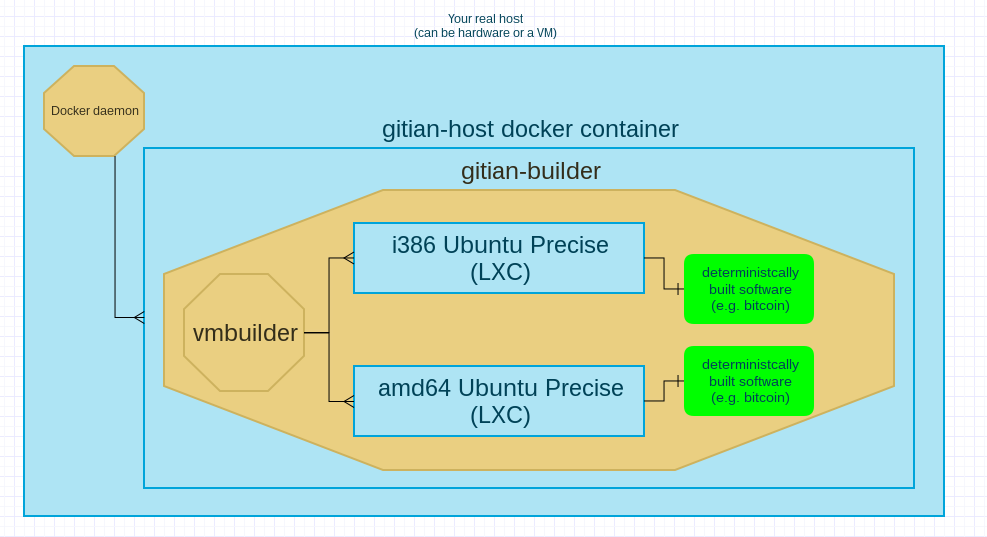 Your real host
(can be hardware or a VM)
Docker daemon
gitian-host docker container
gitian-builder
vmbuilder
i386 Ubuntu Precise
(LXC)
deterministcally
built software
(e.g. bitcoin)
amd64 Ubuntu Precise
(LXC)
deterministcally
built software
(e.g. bitcoin)